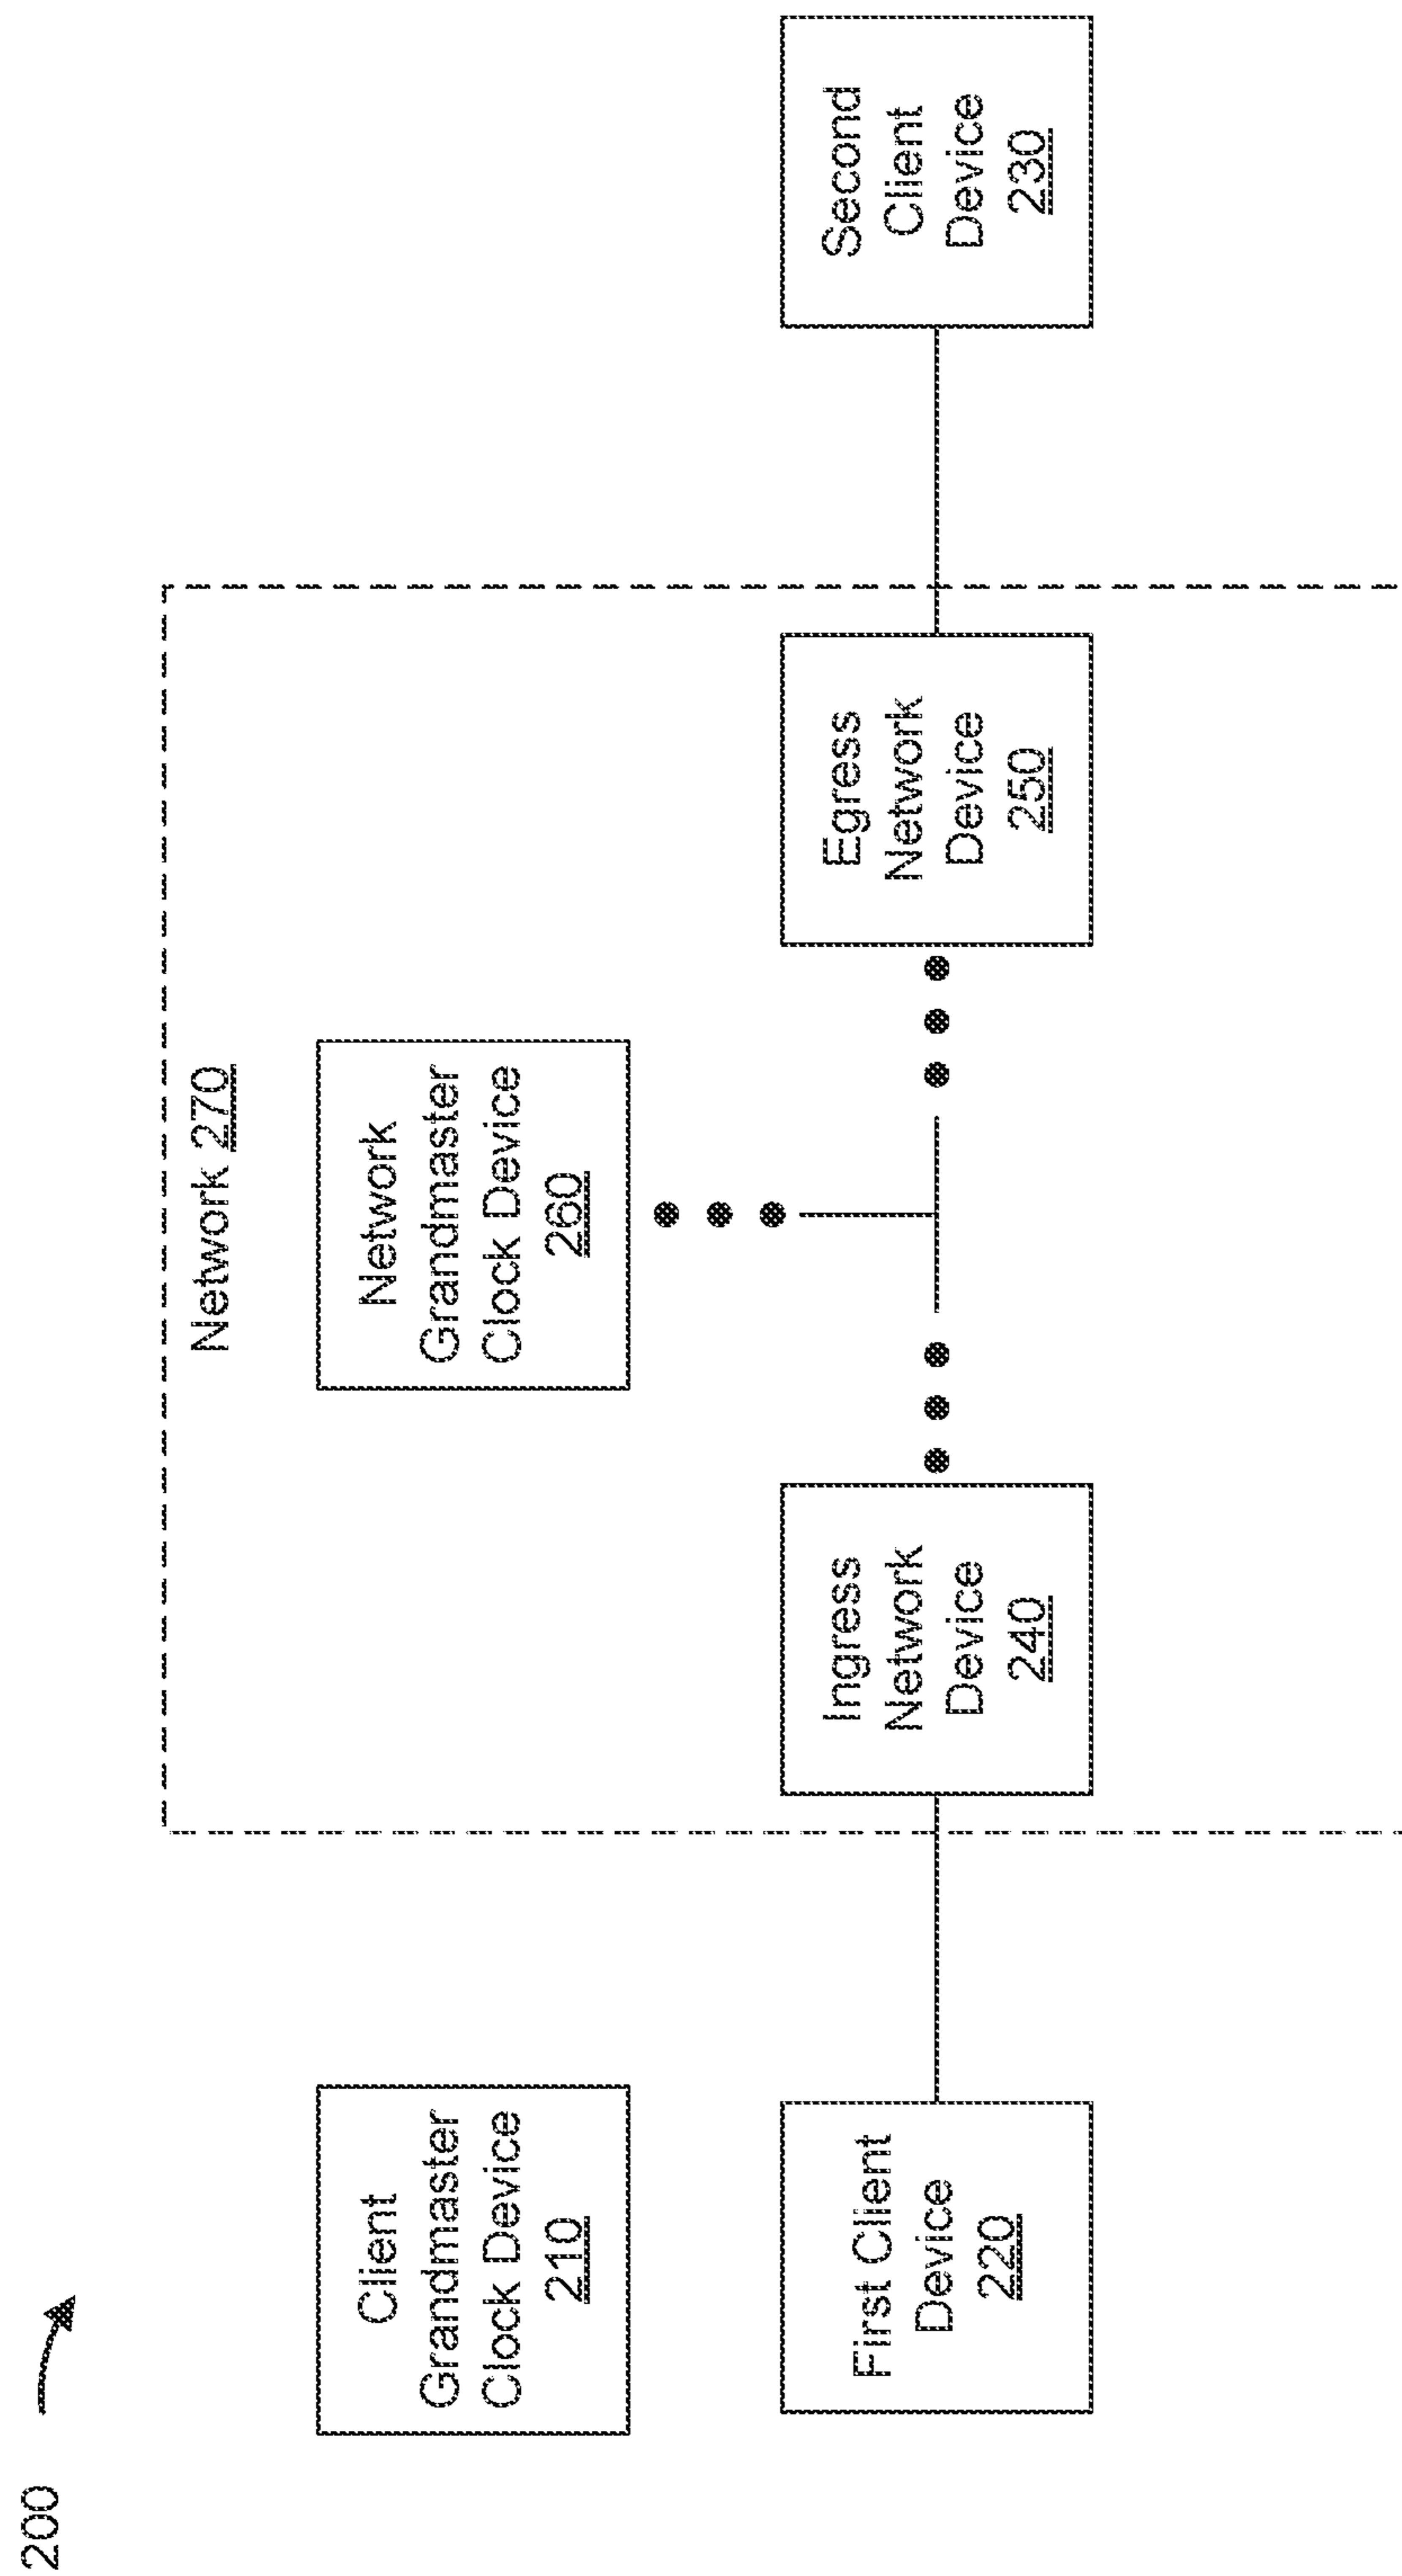 200
Network 270
Client
Grandmaster
Clock Device
210
Network
Grandmaster
Clock Device
260
First Client
Device
220
Ingress
Network
Device
240
Egress
Network
Device
250
Second
Client
Device
230